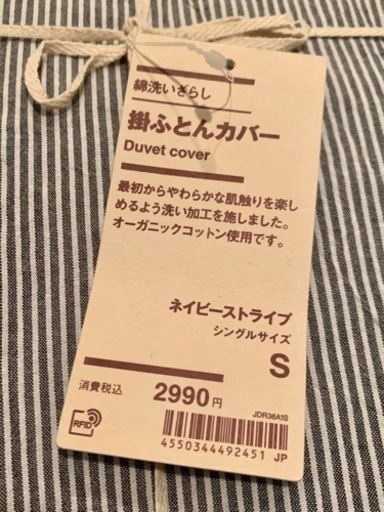 綿洗いざらし
掛ふとんカバー
Duvet cover
最初からやわらかな肌触りを楽し
めるよう洗い加工を施しました。
オーガニックコットン使用です。
ネイビーストライプ
シングルサイズ
S
消費税込 2990円
RFID
JDR36A1S
4550344492451 JP